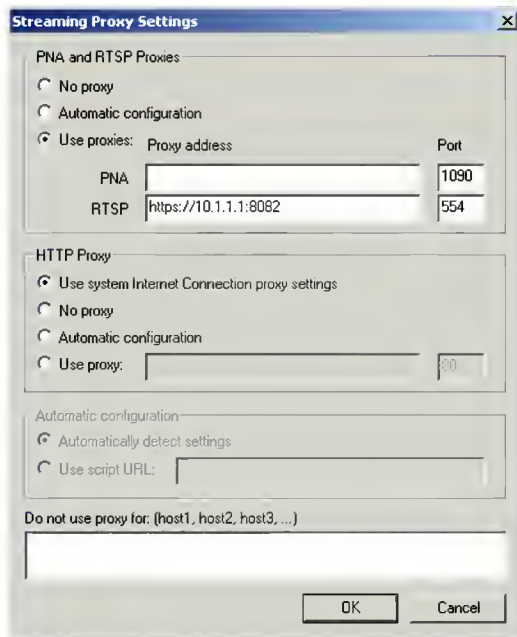 Streaming Proxy Settings
PNA and RTSP Proxies
No proxy
Automatic configuration
Use proxies: Proxy address Port
PNA 1090
RTSP https://10.1.1.1:8082 554
HTTP Proxy
Use system Internet Connection proxy settings
No proxy
Automatic configuration
Use proxy: 80
Automatic configuration
Automatically detect settings
Use script URL:
Do not use proxy for: (host1, host2, host3, ...)
OK Cancel